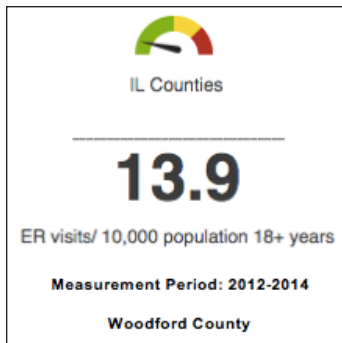 IL Counties
13.9
ER visits/ 10,000 population 18+ years
Measurement Period: 2012-2014
Woodford County